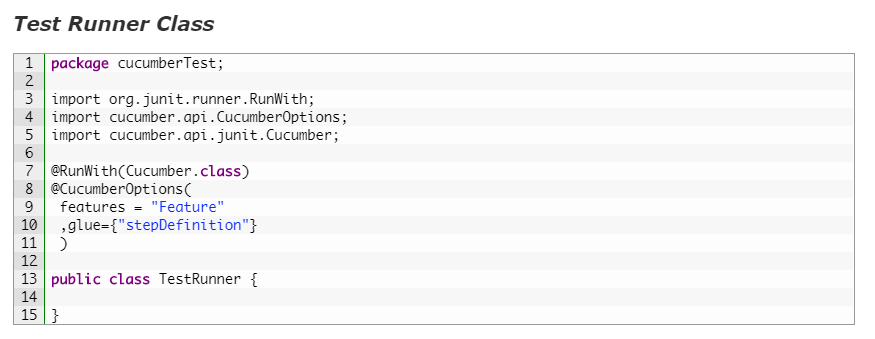 Test Runner Class
1 package cucumberTest;
2
3 import org.junit.runner.RunWith;
4 import cucumber.api.CucumberOptions;
5 import cucumber.api.junit.Cucumber;
6
7 @RunWith(Cucumber.class)
8 @CucumberOptions(
9  features = "Feature"
10  ,glue={"stepDefinition"}
11  )
12
13 public class TestRunner {
14
15 }